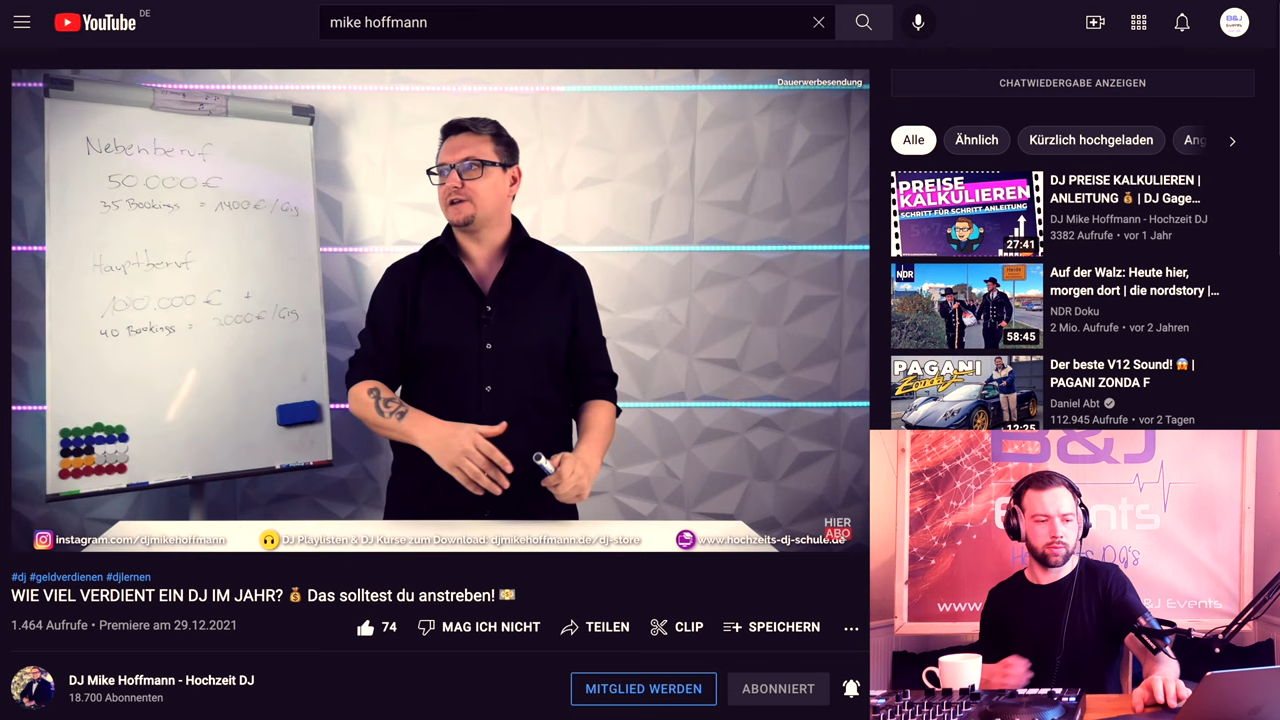 YouTube DE
mike hoffmann
Dauerwerbesendung
Nebenberuf
50.000€
35 Bookings = 1400€/Gig
Hauptberuf
100.000€ +
40 Bookings = 2000€/Gig
HIER
ABO
instagram.com/djmikehoffmann
DJ Playlisten & DJ Kurse zum Download: djmikehoffmann.de/dj-store
www.hochzeits-dj-schule.de
#dj #geldverdienen #djlernen
WIE VIEL VERDIENT EIN DJ IM JAHR? 💰 Das solltest du anstreben! 💴
1.464 Aufrufe • Premiere am 29.12.2021
74
MAG ICH NICHT
TEILEN
CLIP
SPEICHERN
DJ Mike Hoffmann - Hochzeit DJ
18.700 Abonnenten
MITGLIED WERDEN
ABONNIERT
CHATWIEDERGABE ANZEIGEN
Alle
Ähnlich
Kürzlich hochgeladen
Ang
PREISE
KALKULIEREN
SCHRITT FÜR SCHRITT ANLEITUNG
27:41
DJ PREISE KALKULIEREN |
ANLEITUNG 💰 | DJ Gage...
DJ Mike Hoffmann - Hochzeit DJ
3382 Aufrufe • vor 1 Jahr
NDR
58:45
Auf der Walz: Heute hier,
morgen dort | die nordstory |...
NDR Doku
2 Mio. Aufrufe • vor 2 Jahren
PAGANI
Zonda F
12:25
Der beste V12 Sound! 😱 |
PAGANI ZONDA F
Daniel Abt
112.945 Aufrufe • vor 2 Tagen
B&J
Events
www.
B&J Events